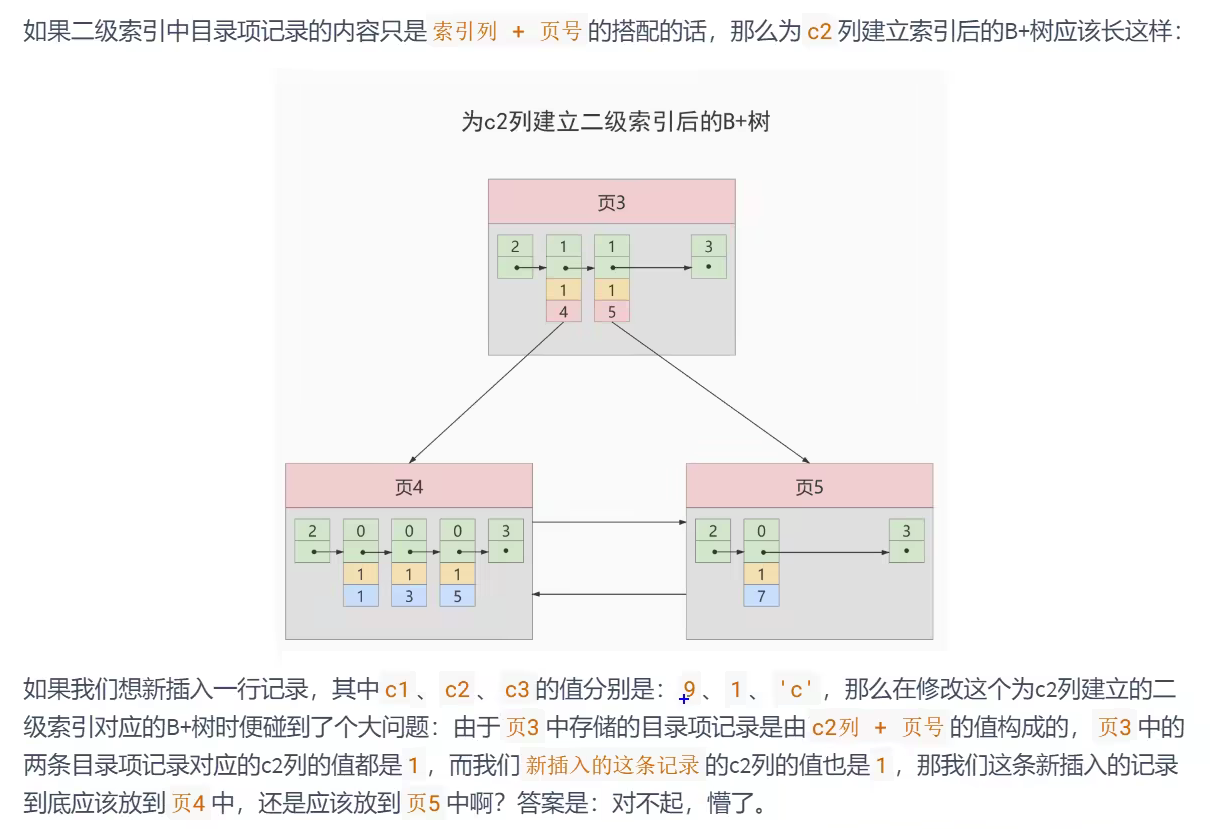 如果二级索引中目录项记录的内容只是 索引列 + 页号 的搭配的话，那么为 c2 列建立索引后的B+树应该长这样：
为c2列建立二级索引后的B+树
页3
2 1 1 3
1 1
4 5
页4 页5
2 0 0 0 3 2 0 3
1 1 1 1
1 3 5 7
如果我们想新插入一行记录，其中 c1 、 c2 、 c3 的值分别是： 9 、 1 、 'c' ，那么在修改这个为c2列建立的二
级索引对应的B+树时便碰到了个大问题：由于 页3 中存储的目录项记录是由 c2列 + 页号 的值构成的， 页3 中的
两条目录项记录对应的c2列的值都是 1 ，而我们 新插入的这条记录 的c2列的值也是 1 ，那我们这条新插入的记录
到底应该放到 页4 中，还是应该放到 页5 中啊？答案是：对不起，懵了。